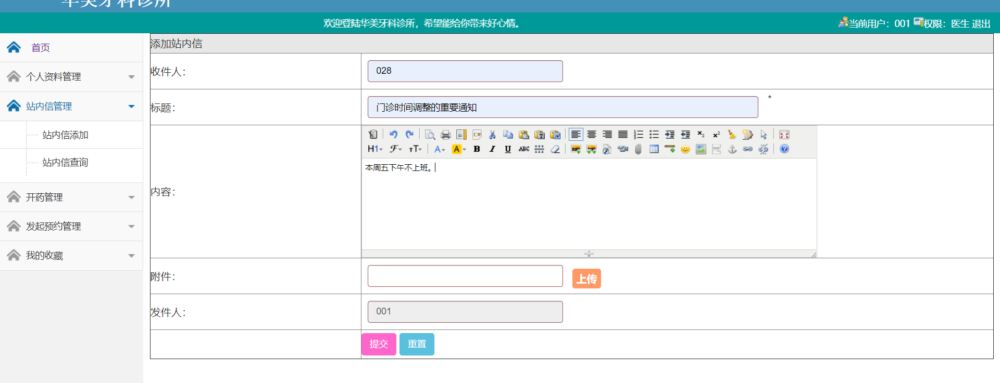 华美牙科诊所
欢迎登陆华美牙科诊所，希望能给你带来好心情。
当前用户：001 权限：医生 退出
首页
个人资料管理
站内信管理
站内信添加
站内信查询
开药管理
发起预约管理
我的收藏
添加站内信
收件人：
028
标题：
门诊时间调整的重要通知
*
内容：
本周五下午不上班。
附件：
上传
发件人：
001
提交
重置